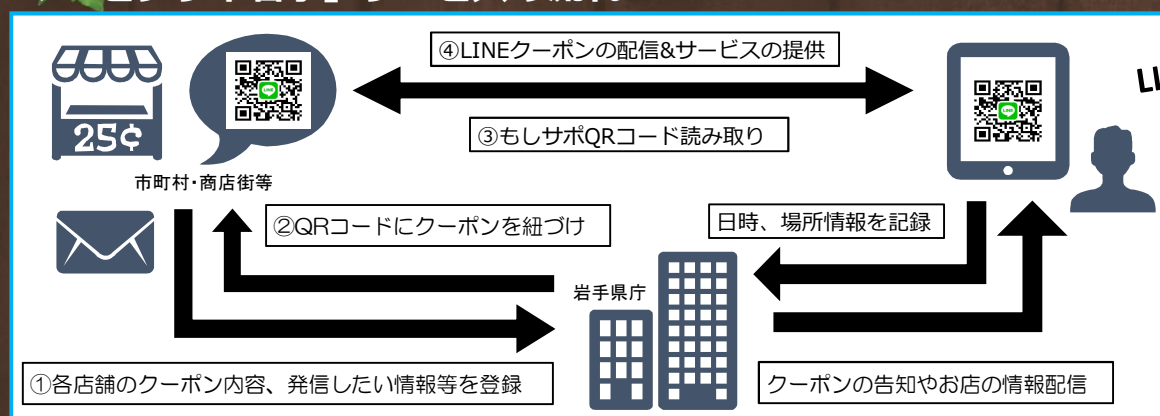 ④LINEクーポンの配信&サービスの提供
25¢
③もしサポQRコード読み取り
市町村・商店街等
②QRコードにクーポンを紐づけ
日時、場所情報を記録
岩手県庁
①各店舗のクーポン内容、発信したい情報等を登録
クーポンの告知やお店の情報配信